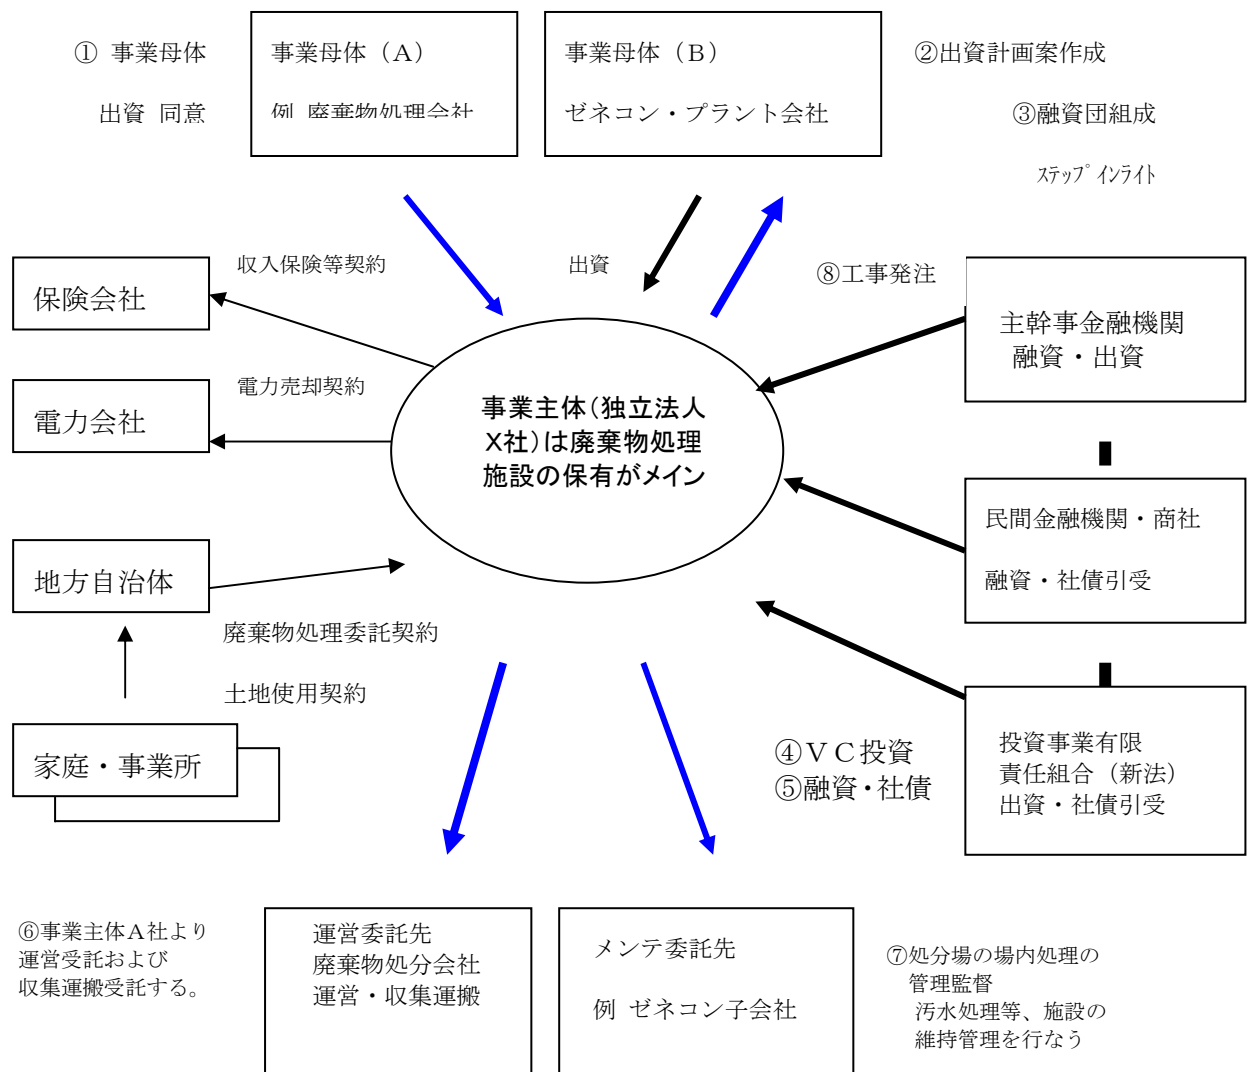 ① 事業母体
出資 同意
事業母体（A）
例 廃棄物処理会社
事業母体（B）
ゼネコン・プラント会社
②出資計画案作成
③融資団組成
ｽﾃｯﾌﾟｲﾝﾗｲﾄ
収入保険等契約
出資
⑧工事発注
保険会社
主幹事金融機関
融資・出資
電力売却契約
電力会社
事業主体（独立法人
X社）は廃棄物処理
施設の保有がメイン
民間金融機関・商社
融資・社債引受
地方自治体
廃棄物処理委託契約
土地使用契約
家庭・事業所
④ＶＣ投資
⑤融資・社債
投資事業有限
責任組合（新法）
出資・社債引受
⑥事業主体A社より
運営受託および
収集運搬受託する。
運営委託先
廃棄物処分会社
運営・収集運搬
メンテ委託先
例 ゼネコン子会社
⑦処分場の場内処理の
管理監督
汚水処理等、施設の
維持管理を行なう